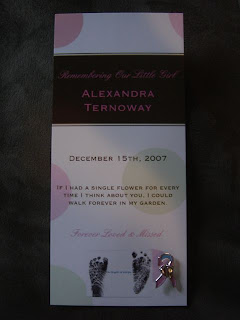 Remembering Our Little Girl
ALEXANDRA
TERNOWAY
DECEMBER 15TH, 2007
IF I HAD A SINGLE FLOWER FOR EVERY
TIME I THINK ABOUT YOU, I COULD
WALK FOREVER IN MY GARDEN.
Forever Loved & Missed